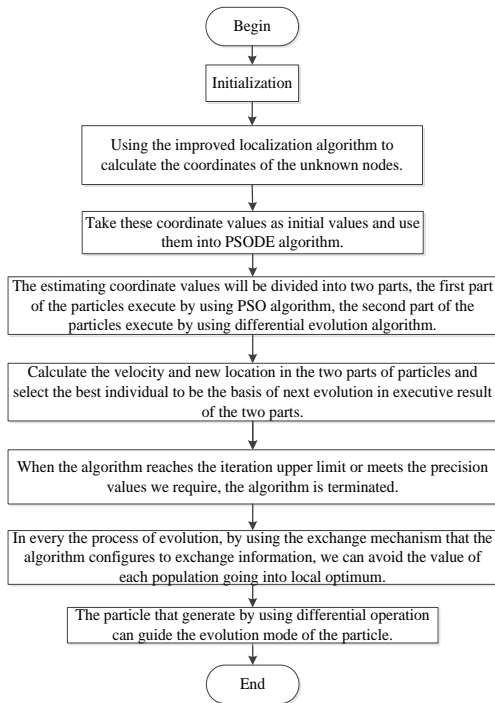 Begin
Initialization
Using the improved localization algorithm to
calculate the coordinates of the unknown nodes.
Take these coordinate values as initial values and use
them into PSODE algorithm.
The estimating coordinate values will be divided into two parts, the first part
of the particles execute by using PSO algorithm, the second part of the
particles execute by using differential evolution algorithm.
Calculate the velocity and new location in the two parts of particles and
select the best individual to be the basis of next evolution in executive result
of the two parts.
When the algorithm reaches the iteration upper limit or meets the precision
values we require, the algorithm is terminated.
In every the process of evolution, by using the exchange mechanism that the
algorithm configures to exchange information, we can avoid the value of
each population going into local optimum.
The particle that generate by using differential operation
can guide the evolution mode of the particle.
End